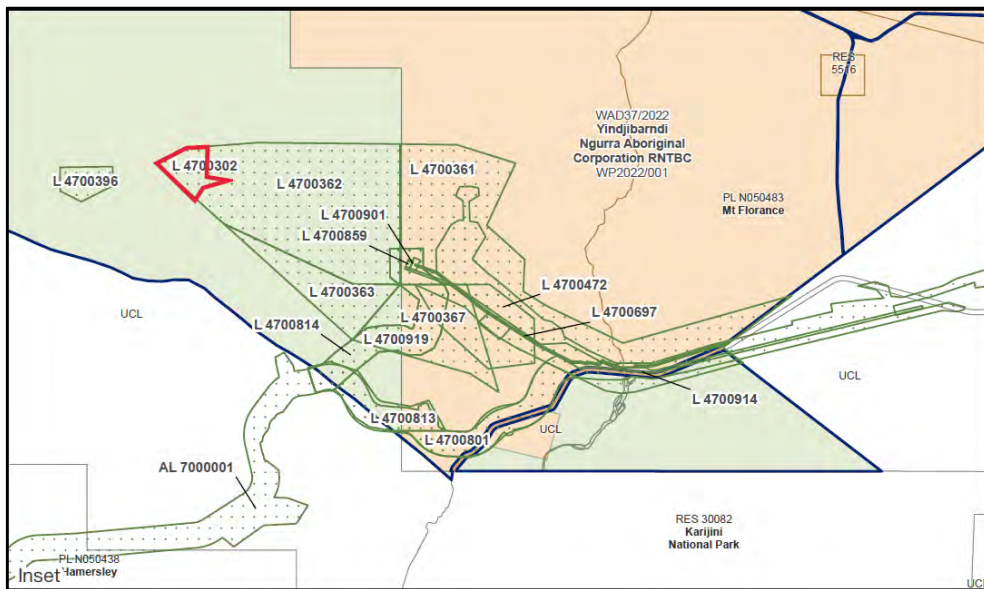 RES
5516
WAD37/2022
Yindjibarndi
Ngurra Aboriginal
Corporation RNTBC
WP2022/001
L 4700302
L 4700361
L 4700396
L 4700362
PL N050483
Mt Florance
L 4700901
L 4700859
L 4700472
L 4700363
UCL
L 4700367
L 4700697
L 4700814
L 4700919
UCL
L 4700914
L 4700813
UCL
L 4700801
AL 7000001
RES 30082
Karijini
National Park
PL N050438
Hamersley
Inset
UCL